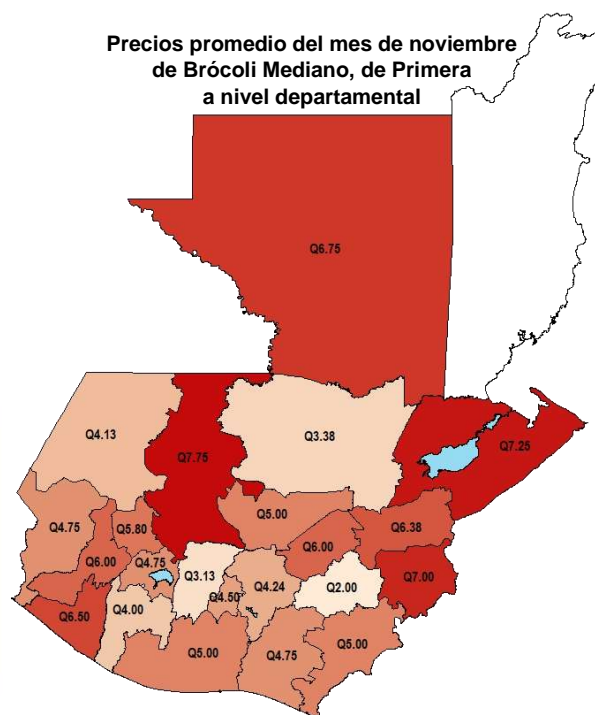 Precios promedio del mes de noviembre
de Brócoli Mediano, de Primera
a nivel departamental
Q6.75
Q4.13
Q3.38
Q7.75
Q7.25
Q4.75
Q5.80
Q5.00
Q6.38
Q6.00
Q4.75
Q6.00
Q3.13
Q4.50
Q4.24
Q2.00
Q7.00
Q6.50
Q4.00
Q5.00
Q4.75
Q5.00